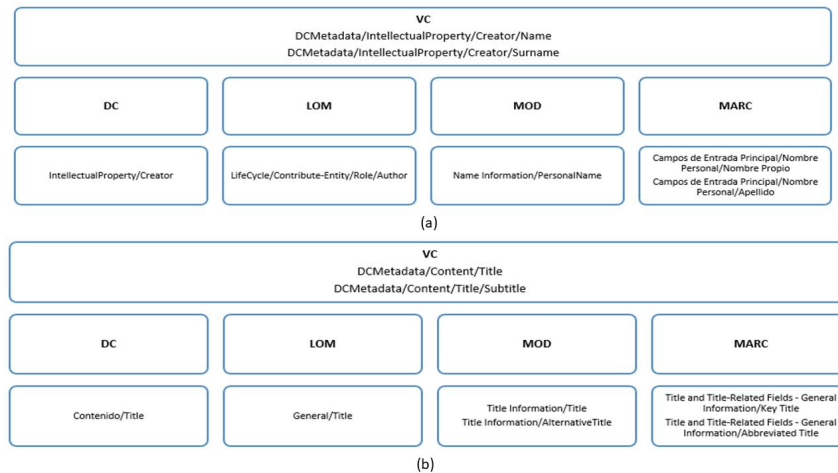 VC
DCMetadata/IntellectualProperty/Creator/Name
DCMetadata/IntellectualProperty/Creator/Surname
DC
LOM
MOD
MARC
IntellectualProperty/Creator
LifeCycle/Contribute-Entity/Role/Author
Name Information/PersonalName
Campos de Entrada Principal/Nombre
Personal/Nombre Propio
Campos de Entrada Principal/Nombre
Personal/Apellido
(a)
VC
DCMetadata/Content/Title
DCMetadata/Content/Title/Subtitle
DC
LOM
MOD
MARC
Contenido/Title
General/Title
Title Information/Title
Title Information/AlternativeTitle
Title and Title-Related Fields - General
Information/Key Title
Title and Title-Related Fields - General
Information/Abbreviated Title
(b)